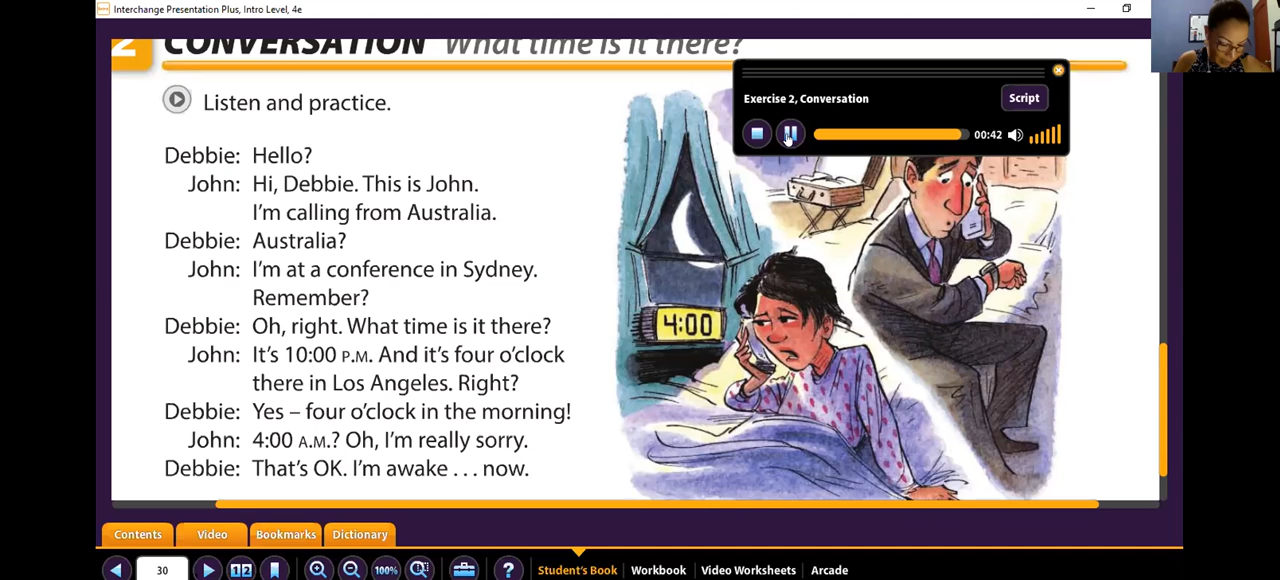 Intro Interchange Presentation Plus, Intro Level, 4e
2 CONVERSATION What time is it there?
Listen and practice.
Exercise 2, Conversation
Script
00:42
Debbie: Hello?
John: Hi, Debbie. This is John.
I'm calling from Australia.
Debbie: Australia?
John: I'm at a conference in Sydney.
Remember?
Debbie: Oh, right. What time is it there?
John: It's 10:00 P.M. And it's four o'clock
there in Los Angeles. Right?
Debbie: Yes – four o'clock in the morning!
John: 4:00 A.M.? Oh, I'm really sorry.
Debbie: That's OK. I'm awake . . . now.
4:00
Contents Video Bookmarks Dictionary
30 1 2 100% ? Student's Book Workbook Video Worksheets Arcade